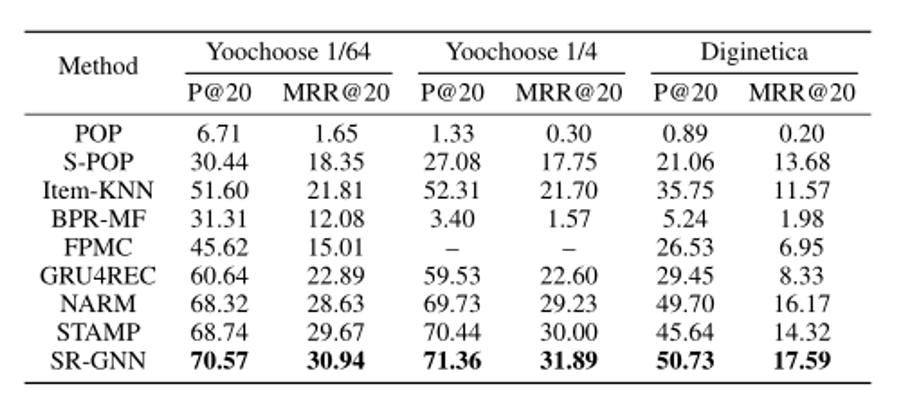 Method Yoochoose 1/64 Yoochoose 1/4 Diginetica
P@20 MRR@20 P@20 MRR@20 P@20 MRR@20
POP 6.71 1.65 1.33 0.30 0.89 0.20
S-POP 30.44 18.35 27.08 17.75 21.06 13.68
Item-KNN 51.60 21.81 52.31 21.70 35.75 11.57
BPR-MF 31.31 12.08 3.40 1.57 5.24 1.98
FPMC 45.62 15.01 – – 26.53 6.95
GRU4REC 60.64 22.89 59.53 22.60 29.45 8.33
NARM 68.32 28.63 69.73 29.23 49.70 16.17
STAMP 68.74 29.67 70.44 30.00 45.64 14.32
SR-GNN 70.57 30.94 71.36 31.89 50.73 17.59